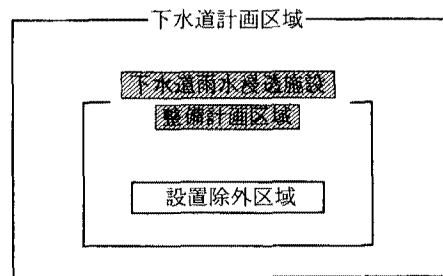 下水道計画区域
下水道雨水浸透施設
整備計画区域
設置除外区域